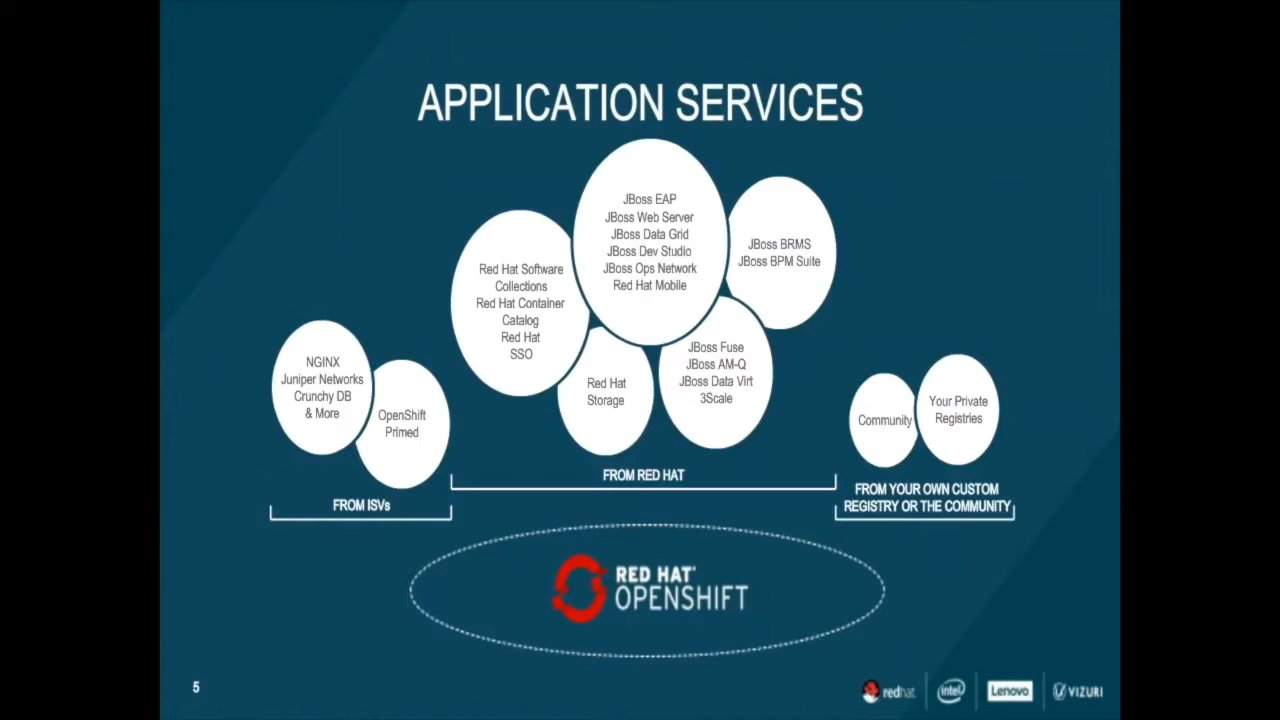 APPLICATION SERVICES
JBoss EAP
JBoss Web Server
JBoss Data Grid
JBoss Dev Studio
JBoss Ops Network
Red Hat Mobile
JBoss BRMS
JBoss BPM Suite
Red Hat Software
Collections
Red Hat Container
Catalog
Red Hat
SSO
JBoss Fuse
JBoss AM-Q
JBoss Data Virt
3Scale
Red Hat
Storage
NGINX
Juniper Networks
Crunchy DB
& More
OpenShift
Primed
Community
Your Private
Registries
FROM RED HAT
FROM ISVs
FROM YOUR OWN CUSTOM
REGISTRY OR THE COMMUNITY
RED HAT
OPENSHIFT
5
redhat
intel
Lenovo
VIZURI